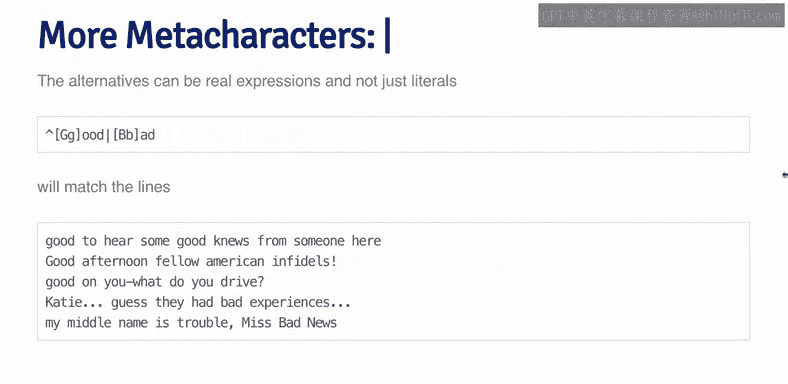 More Metacharacters: |
The alternatives can be real expressions and not just literals
^[Gg]ood|[Bb]ad
will match the lines
good to hear some good knews from someone here
Good afternoon fellow american infidels!
good on you-what do you drive?
Katie... guess they had bad experiences...
my middle name is trouble, Miss Bad News